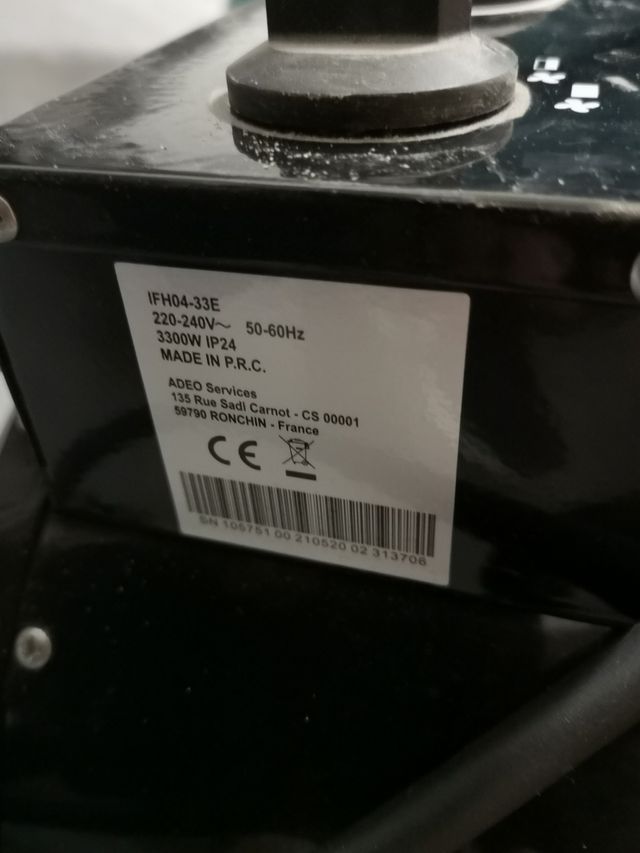 IFH04-33E
220-240V~ 50-60Hz
3300W IP24
MADE IN P.R.C.
ADEO Services
135 Rue Sadi Carnot - CS 00001
59790 RONCHIN - France
CE
SN 105751 00 210520 02 313706